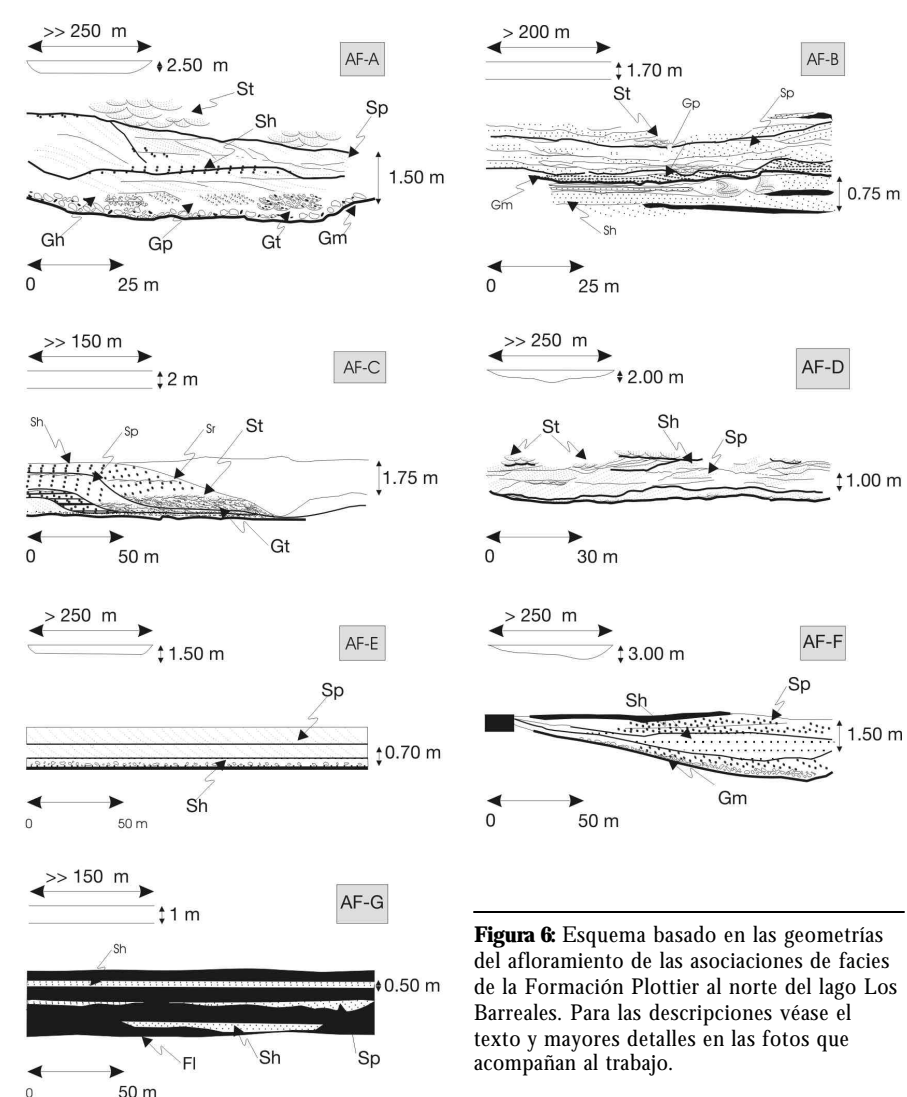 >> 250 m
2.50 m
AF-A
St
Sh
Sp
1.50 m
Gh
Gp
Gt
Gm
0
25 m
> 200 m
1.70 m
AF-B
St
Gp
Sp
Gm
0.75 m
Sh
0
25 m
>> 150 m
2 m
AF-C
Sh
Sp
Sr
St
1.75 m
Gt
0
50 m
>> 250 m
2.00 m
AF-D
St
Sh
Sp
1.00 m
0
30 m
> 250 m
1.50 m
AF-E
Sp
0.70 m
Sh
0
50 m
> 250 m
3.00 m
AF-F
Sh
Sp
1.50 m
Gm
0
50 m
>> 150 m
1 m
AF-G
Sh
0.50 m
Fl
Sh
Sp
0
50 m
Figura 6: Esquema basado en las geometrías
del afloramiento de las asociaciones de facies
de la Formación Plottier al norte del lago Los
Barreales. Para las descripciones véase el
texto y mayores detalles en las fotos que
acompañan al trabajo.